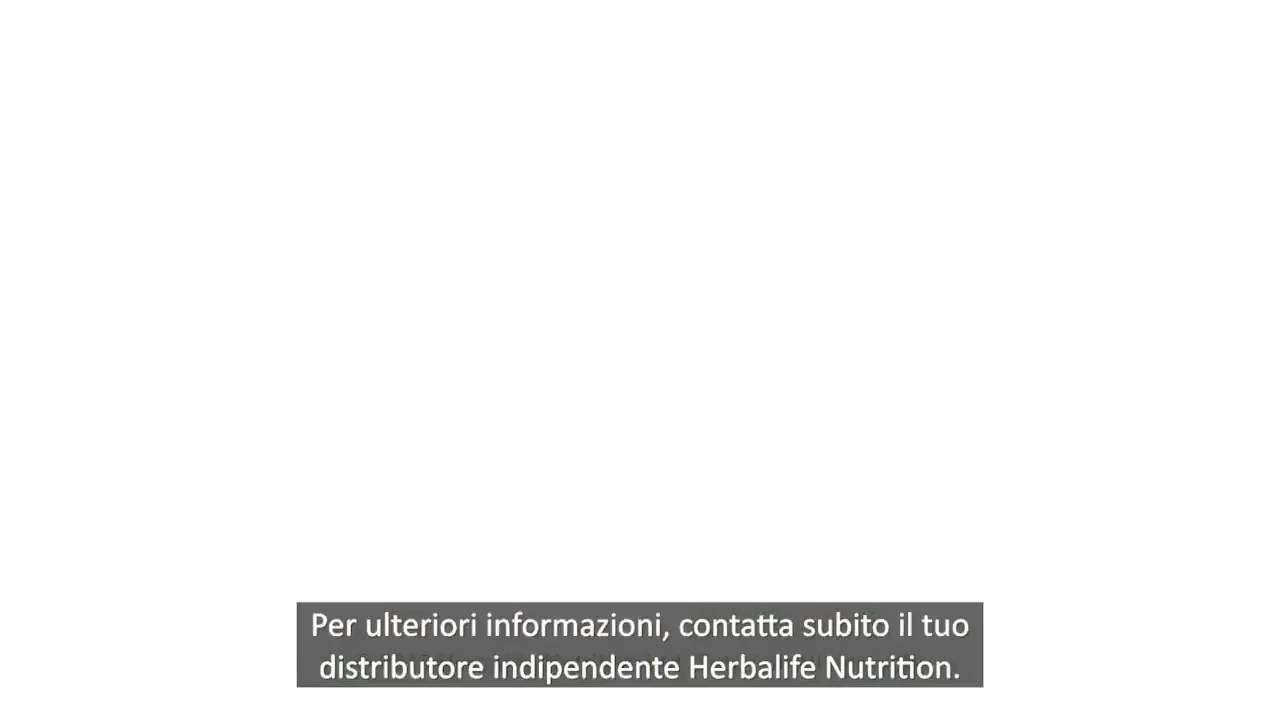 Per ulteriori informazioni, contatta subito il tuo
distributore indipendente Herbalife Nutrition.